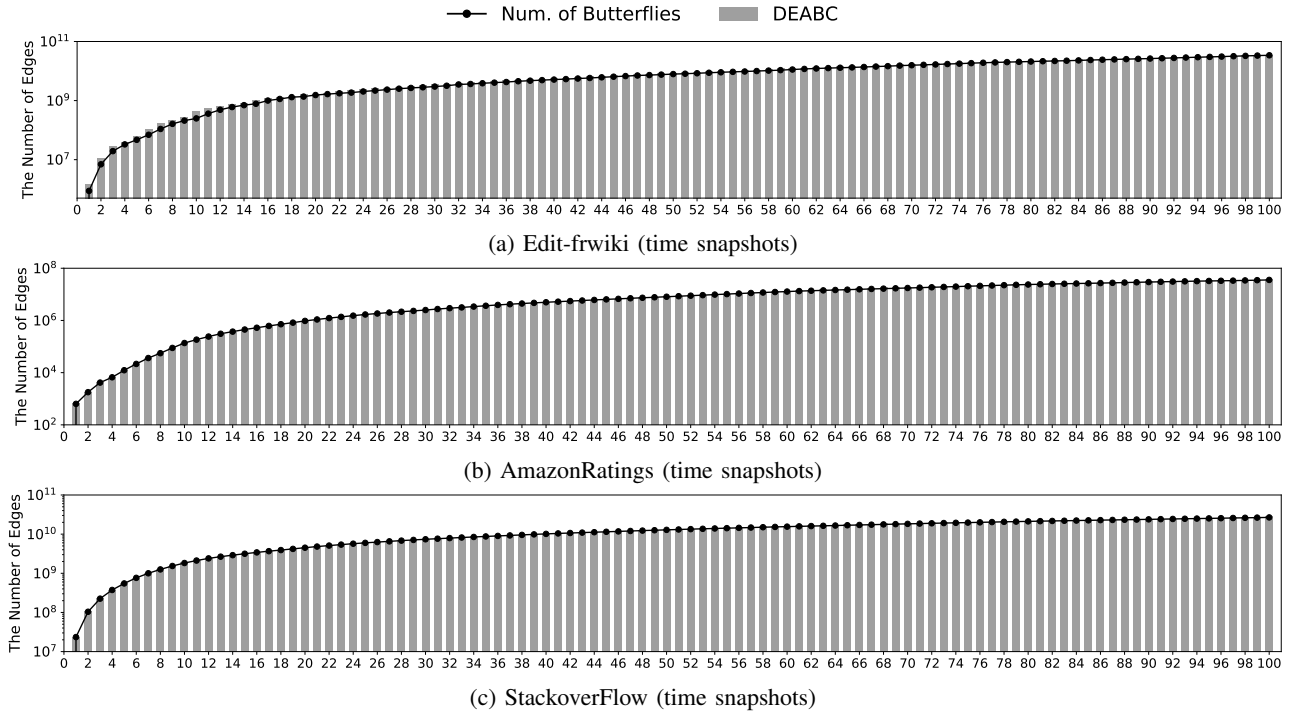 Num. of Butterflies DEABC
The Number of Edges
10^11
10^9
10^7
0 1 2 4 6 8 10 12 14 16 18 20 22 24 26 28 30 32 34 36 38 40 42 44 46 48 50 52 54 56 58 60 62 64 66 68 70 72 74 76 78 80 82 84 86 88 90 92 94 96 98 100
(a) Edit-frwiki (time snapshots)
The Number of Edges
10^8
10^6
10^4
10^2
0 2 4 6 8 10 12 14 16 18 20 22 24 26 28 30 32 34 36 38 40 42 44 46 48 50 52 54 56 58 60 62 64 66 68 70 72 74 76 78 80 82 84 86 88 90 92 94 96 98 100
(b) AmazonRatings (time snapshots)
The Number of Edges
10^11
10^10
10^9
10^8
10^7
0 2 4 6 8 10 12 14 16 18 20 22 24 26 28 30 32 34 36 38 40 42 44 46 48 50 52 54 56 58 60 62 64 66 68 70 72 74 76 78 80 82 84 86 88 90 92 94 96 98 100
(c) StackoverFlow (time snapshots)